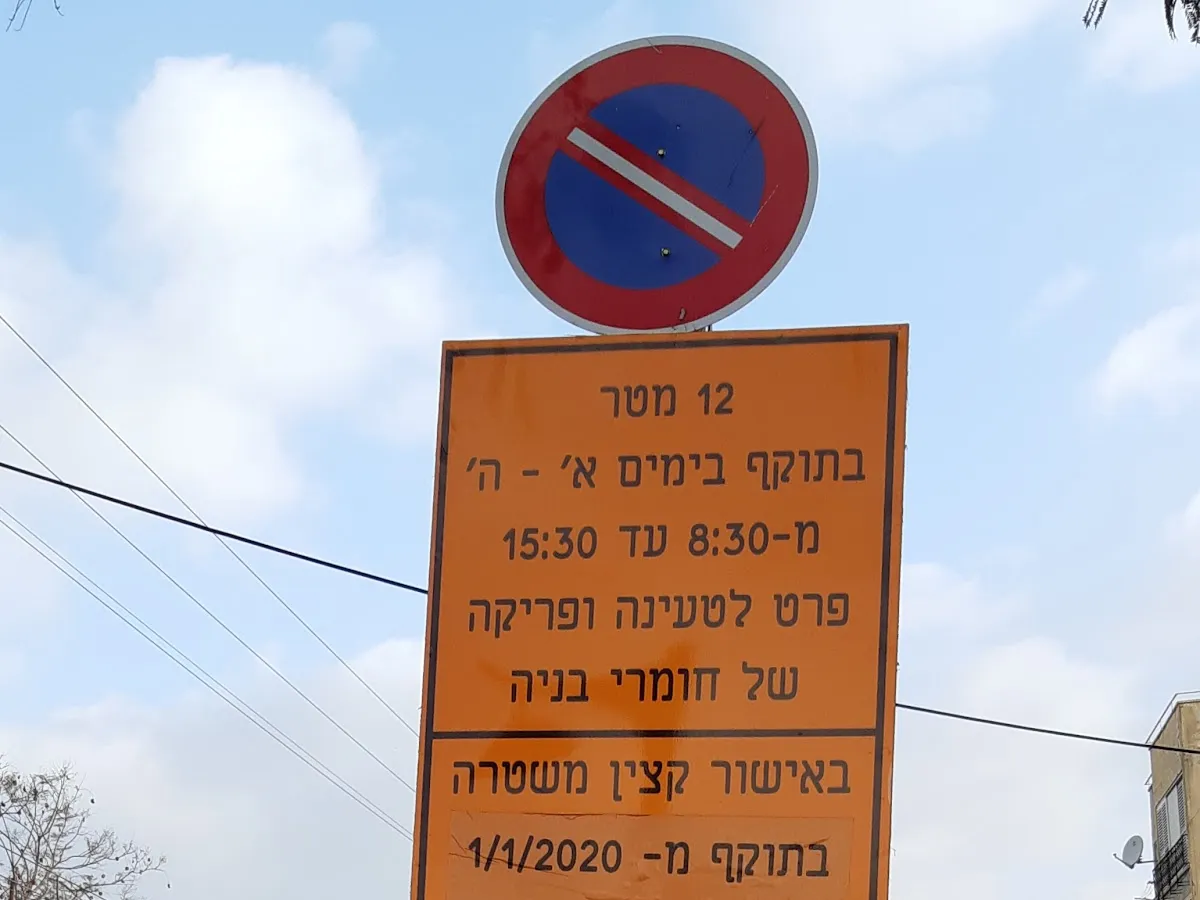 12 מטר
בתוקף בימים א' - ה'
מ-8:30 עד 15:30
פרט לטעינה ופריקה
של חומרי בניה
באישור קצין משטרה
בתוקף מ- 1/1/2020